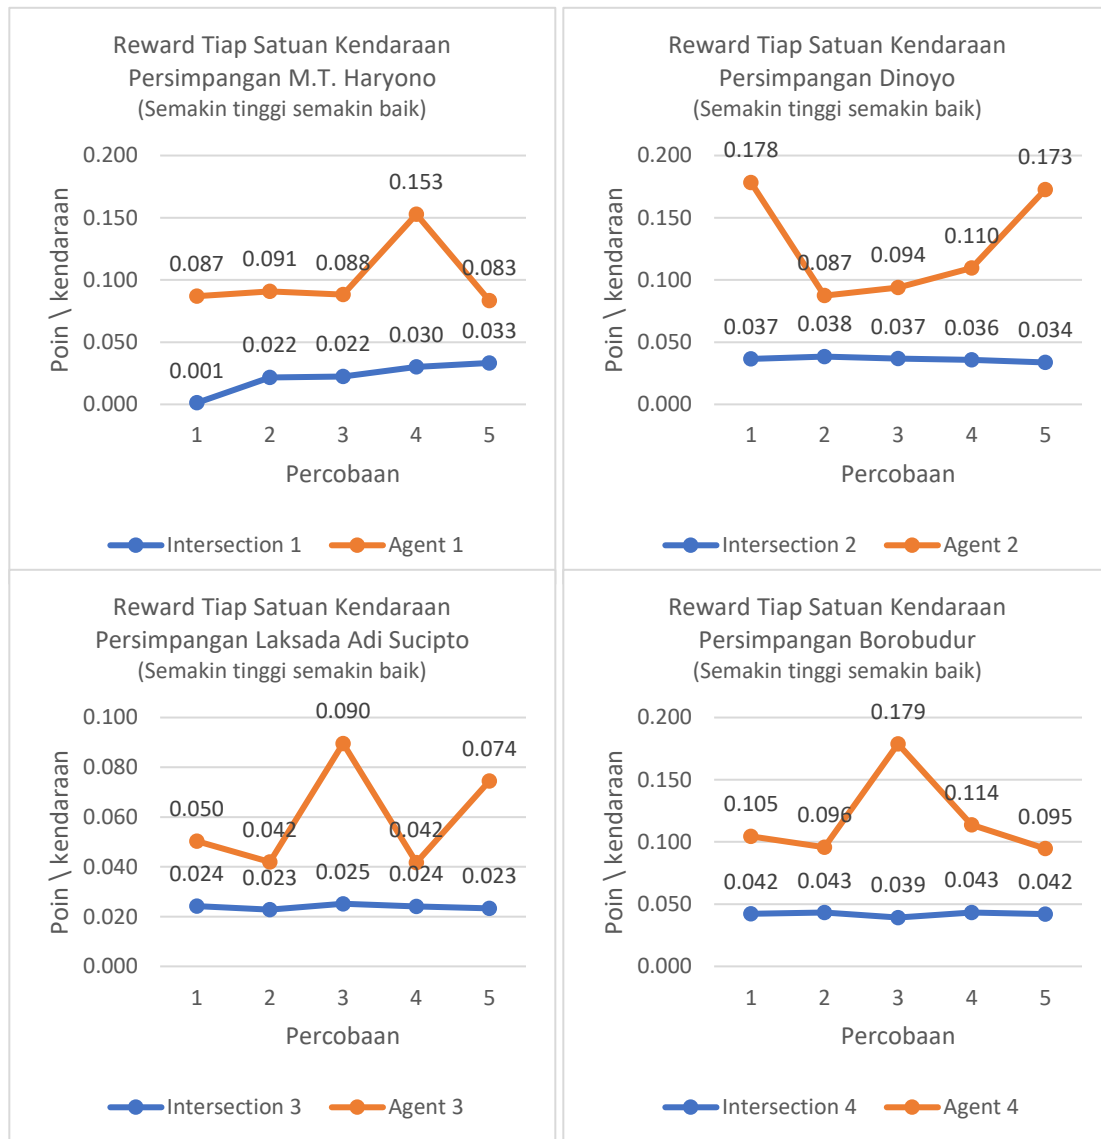 Reward Tiap Satuan Kendaraan
Persimpangan M.T. Haryono
(Semakin tinggi semakin baik)
0.200
0.150
0.100
0.050
0.000
Poin \ kendaraan
0.087
0.091
0.088
0.153
0.083
0.001
0.022
0.022
0.030
0.033
1 2 3 4 5
Percobaan
Intersection 1 Agent 1
Reward Tiap Satuan Kendaraan
Persimpangan Dinoyo
(Semakin tinggi semakin baik)
0.200
0.150
0.100
0.050
0.000
Poin \ kendaraan
0.178
0.087
0.094
0.110
0.173
0.037
0.038
0.037
0.036
0.034
1 2 3 4 5
Percobaan
Intersection 2 Agent 2
Reward Tiap Satuan Kendaraan
Persimpangan Laksada Adi Sucipto
(Semakin tinggi semakin baik)
0.100
0.080
0.060
0.040
0.020
0.000
Poin \ kendaraan
0.050
0.042
0.090
0.042
0.074
0.024
0.023
0.025
0.024
0.023
1 2 3 4 5
Percobaan
Intersection 3 Agent 3
Reward Tiap Satuan Kendaraan
Persimpangan Borobudur
(Semakin tinggi semakin baik)
0.200
0.150
0.100
0.050
0.000
Poin \ kendaraan
0.105
0.096
0.179
0.114
0.095
0.042
0.043
0.039
0.043
0.042
1 2 3 4 5
Percobaan
Intersection 4 Agent 4